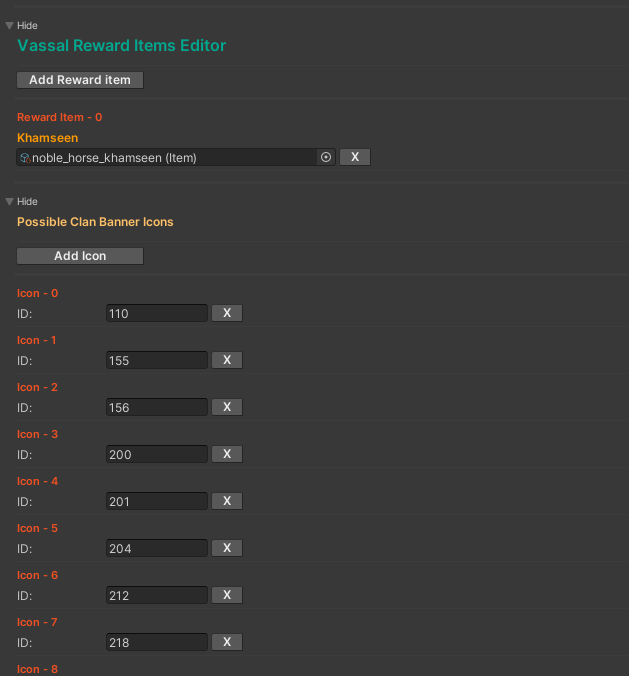 Hide
Vassal Reward Items Editor
Add Reward item
Reward Item - 0
Khamseen
noble_horse_khamseen (Item) X
Hide
Possible Clan Banner Icons
Add Icon
Icon - 0
ID: 110 X
Icon - 1
ID: 155 X
Icon - 2
ID: 156 X
Icon - 3
ID: 200 X
Icon - 4
ID: 201 X
Icon - 5
ID: 204 X
Icon - 6
ID: 212 X
Icon - 7
ID: 218 X
Icon - 8